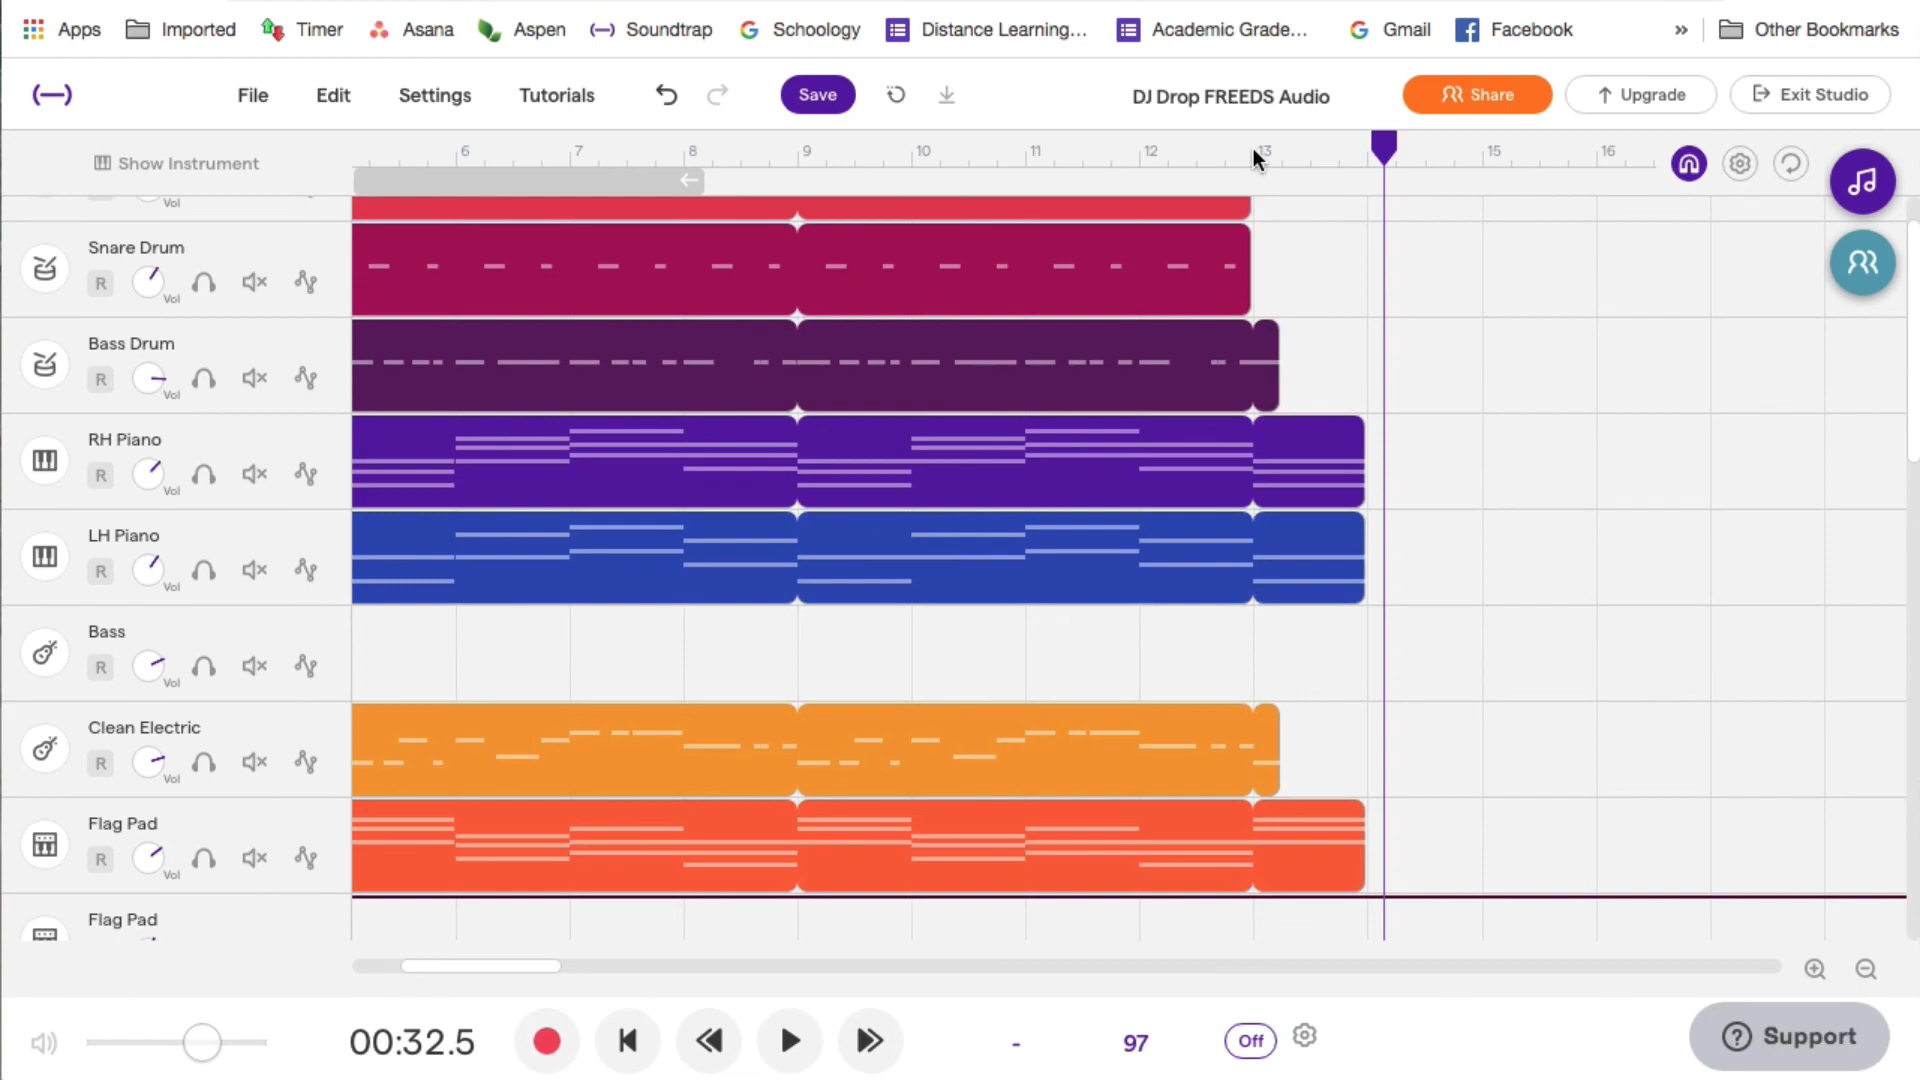 Apps Imported Timer Asana Aspen Soundtrap Schoology Distance Learning... Academic Grade... Gmail Facebook » Other Bookmarks
File Edit Settings Tutorials Save DJ Drop FREEDS Audio Share Upgrade Exit Studio
Show Instrument 6 7 8 9 10 11 12 13 15 16
Vol
Snare Drum
R Vol
Bass Drum
R Vol
RH Piano
R Vol
LH Piano
R Vol
Bass
R Vol
Clean Electric
R Vol
Flag Pad
R Vol
Flag Pad
00:32.5 - 97 Off Support